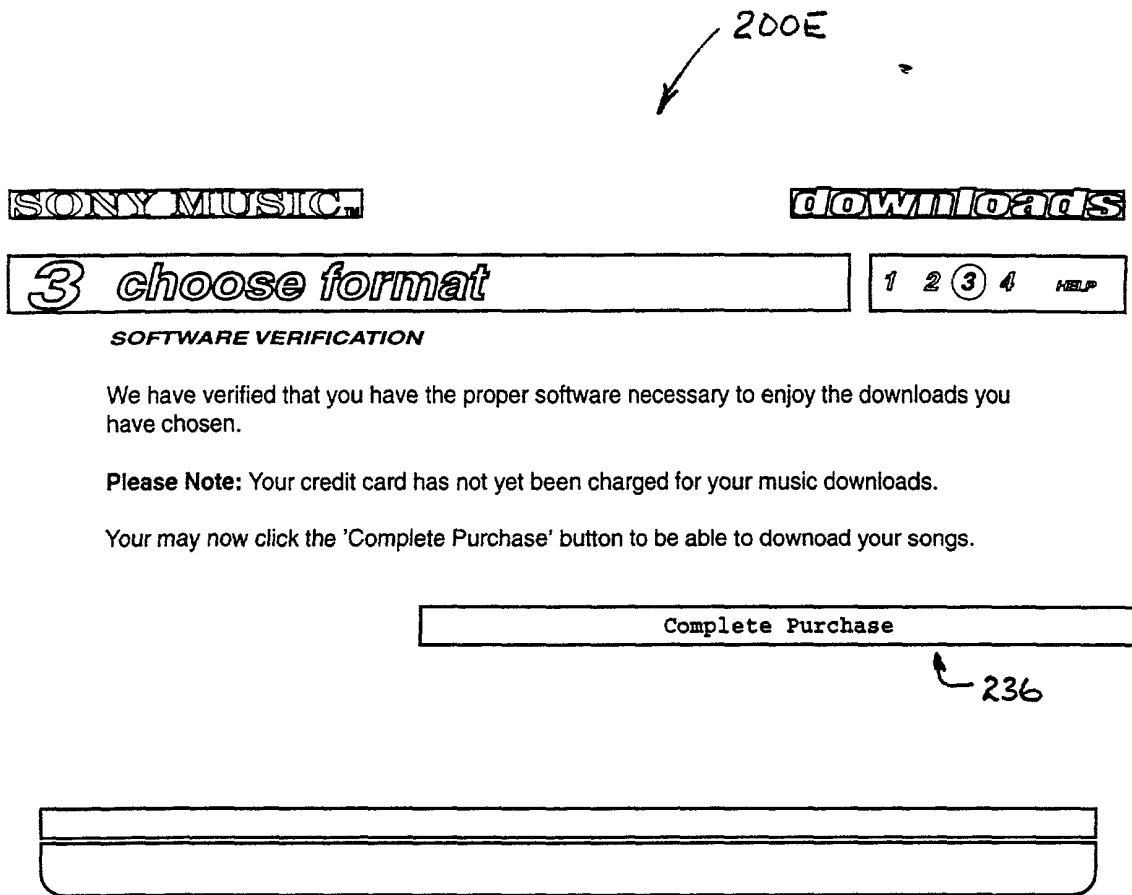 200E
SONY MUSIC™ downloads
3 choose format 1 2 3 4 HELP
SOFTWARE VERIFICATION
We have verified that you have the proper software necessary to enjoy the downloads you
have chosen.
Please Note: Your credit card has not yet been charged for your music downloads.
Your may now click the 'Complete Purchase' button to be able to downoad your songs.
Complete Purchase
236